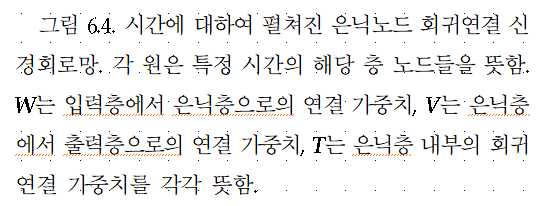 그림 6.4. 시간에 대하여 펼쳐진 은닉노드 회귀연결 신
경회로망. 각 원은 특정 시간의 해당 층 노드들을 뜻함.
W는 입력층에서 은닉층으로의 연결 가중치, V는 은닉층
에서 출력층으로의 연결 가중치, T는 은닉층 내부의 회귀
연결 가중치를 각각 뜻함.